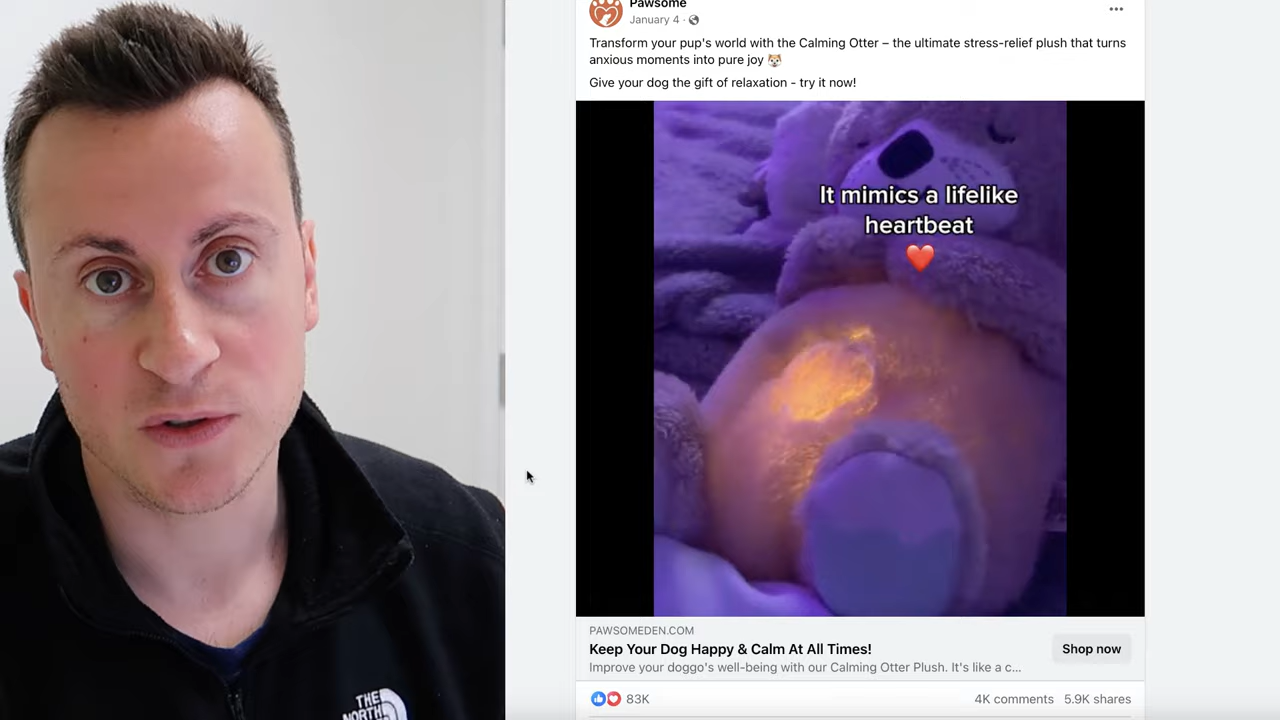 Pawsome
January 4 ·
Transform your pup's world with the Calming Otter – the ultimate stress-relief plush that turns
anxious moments into pure joy 🐶
Give your dog the gift of relaxation - try it now!
It mimics a lifelike
heartbeat
❤️
PAWSOMEDEN.COM
Keep Your Dog Happy & Calm At All Times!
Shop now
Improve your doggo's well-being with our Calming Otter Plush. It's like a c...
83K
4K comments 5.9K shares
THE
NORTH